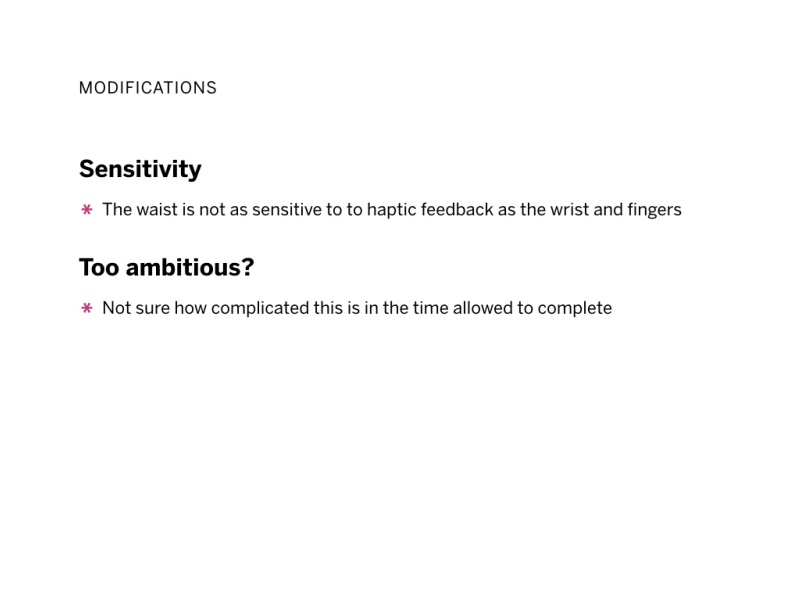 MODIFICATIONS
Sensitivity
* The waist is not as sensitive to to haptic feedback as the wrist and fingers
Too ambitious?
* Not sure how complicated this is in the time allowed to complete